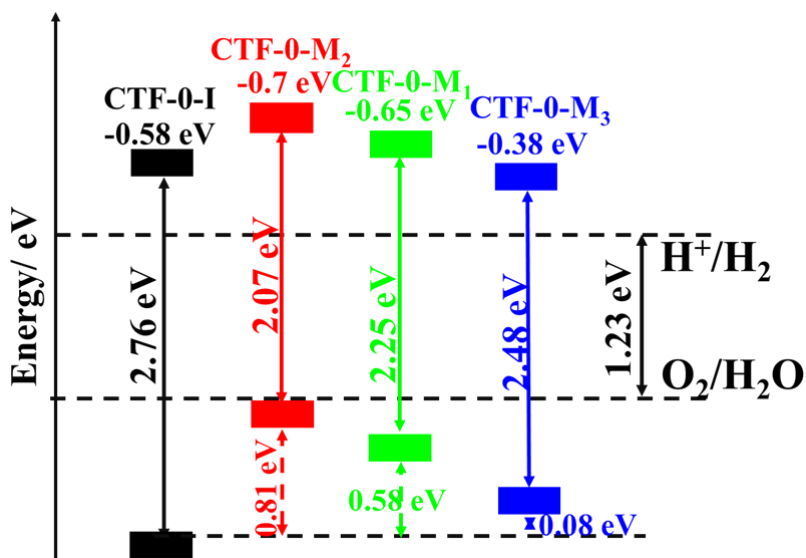 CTF-0-M₂
-0.7 eV
CTF-0-M₁
-0.65 eV
CTF-0-I
-0.58 eV
CTF-0-M₃
-0.38 eV
Energy/ eV
2.76 eV
2.07 eV
2.25 eV
2.48 eV
1.23 eV
H⁺/H₂
O₂/H₂O
0.81 eV
0.58 eV
0.08 eV